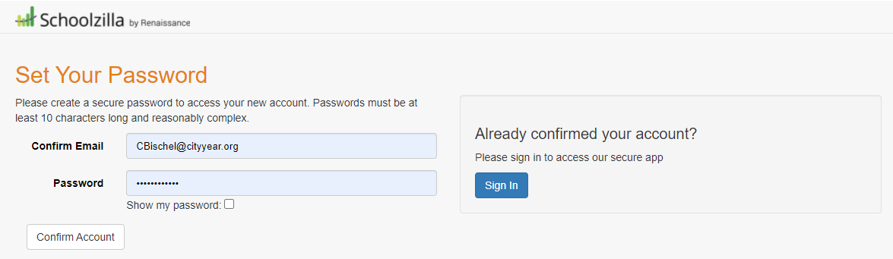 Schoolzilla by Renaissance
Set Your Password
Please create a secure password to access your new account. Passwords must be at
least 10 characters long and reasonably complex.
Confirm Email CBischel@cityyear.org
Password ••••••••••••
Show my password:
Confirm Account
Already confirmed your account?
Please sign in to access our secure app
Sign In